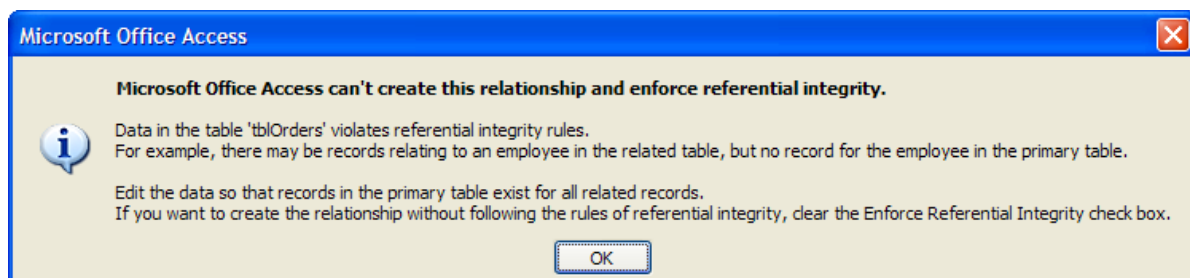 Microsoft Office Access
Microsoft Office Access can't create this relationship and enforce referential integrity.
Data in the table 'tblOrders' violates referential integrity rules.
For example, there may be records relating to an employee in the related table, but no record for the employee in the primary table.
Edit the data so that records in the primary table exist for all related records.
If you want to create the relationship without following the rules of referential integrity, clear the Enforce Referential Integrity check box.
OK